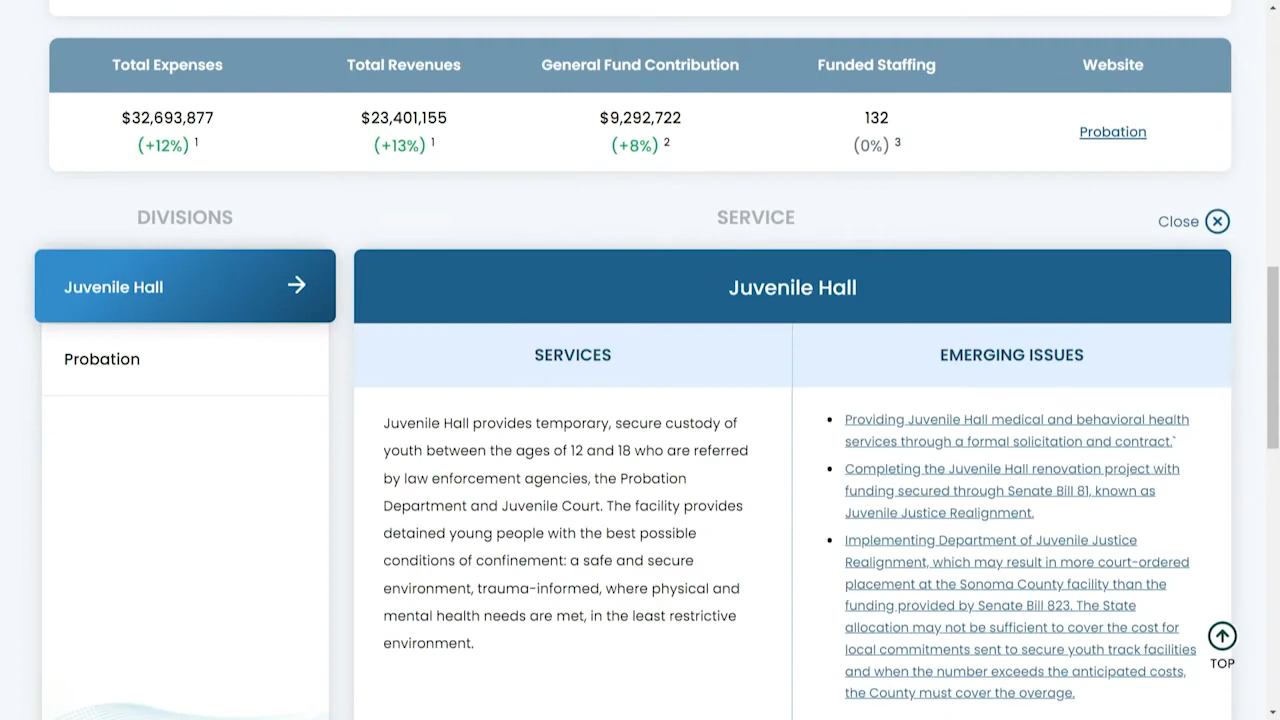 Total Expenses Total Revenues General Fund Contribution Funded Staffing Website
$32,693,877 $23,401,155 $9,292,722 132
(+12%) 1 (+13%) 1 (+8%) 2 (0%) 3 Probation
DIVISIONS SERVICE Close
Juvenile Hall
Probation
Juvenile Hall
SERVICES
Juvenile Hall provides temporary, secure custody of
youth between the ages of 12 and 18 who are referred
by law enforcement agencies, the Probation
Department and Juvenile Court. The facility provides
detained young people with the best possible
conditions of confinement: a safe and secure
environment, trauma-informed, where physical and
mental health needs are met, in the least restrictive
environment.
EMERGING ISSUES
• Providing Juvenile Hall medical and behavioral health
services through a formal solicitation and contract.`
• Completing the Juvenile Hall renovation project with
funding secured through Senate Bill 81, known as
Juvenile Justice Realignment.
• Implementing Department of Juvenile Justice
Realignment, which may result in more court-ordered
placement at the Sonoma County facility than the
funding provided by Senate Bill 823. The State
allocation may not be sufficient to cover the cost for
local commitments sent to secure youth track facilities
and when the number exceeds the anticipated costs,
the County must cover the overage.
TOP